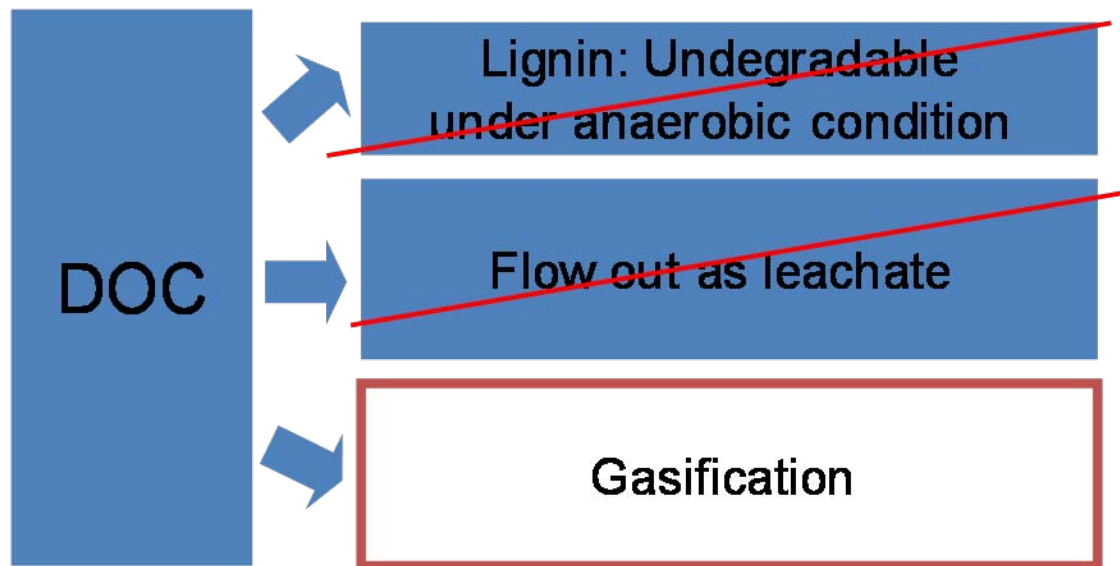 DOC
Lignin: Undegradable
under anaerobic condition
Flow out as leachate
Gasification